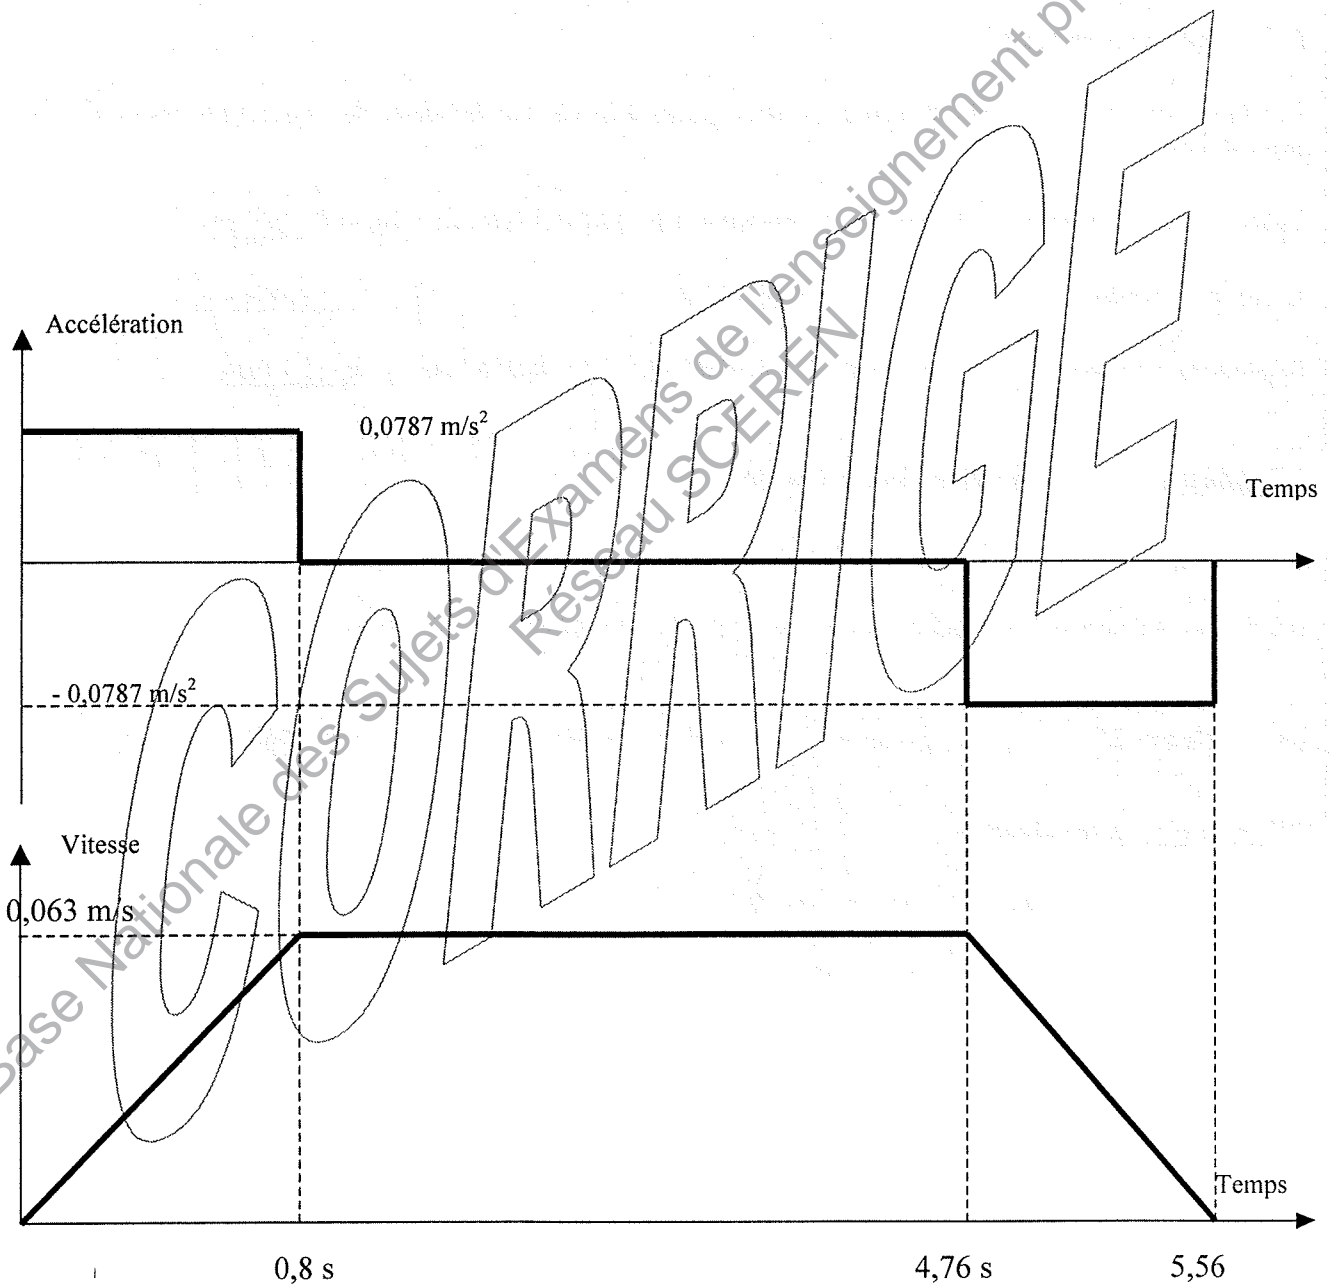 Accélération
0,0787 m/s²
Temps
- 0,0787 m/s²
Vitesse
0,063 m/s
Temps
0,8 s
4,76 s
5,56
CORRIGE
Base Nationale des Sujets d'Examens de l'enseignement
Réseau SCEREN